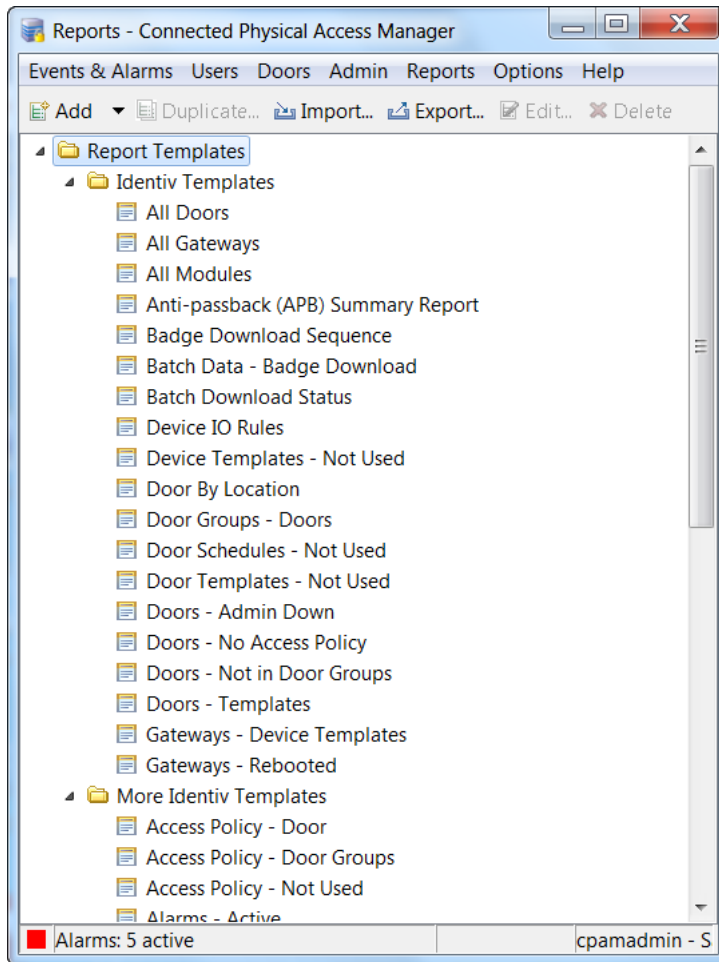 Reports - Connected Physical Access Manager
Events & Alarms Users Doors Admin Reports Options Help
Add Duplicate... Import... Export... Edit... Delete
Report Templates
Identiv Templates
All Doors
All Gateways
All Modules
Anti-passback (APB) Summary Report
Badge Download Sequence
Batch Data - Badge Download
Batch Download Status
Device IO Rules
Device Templates - Not Used
Door By Location
Door Groups - Doors
Door Schedules - Not Used
Door Templates - Not Used
Doors - Admin Down
Doors - No Access Policy
Doors - Not in Door Groups
Doors - Templates
Gateways - Device Templates
Gateways - Rebooted
More Identiv Templates
Access Policy - Door
Access Policy - Door Groups
Access Policy - Not Used
Alarms - Active
Alarms: 5 active cpamadmin - S